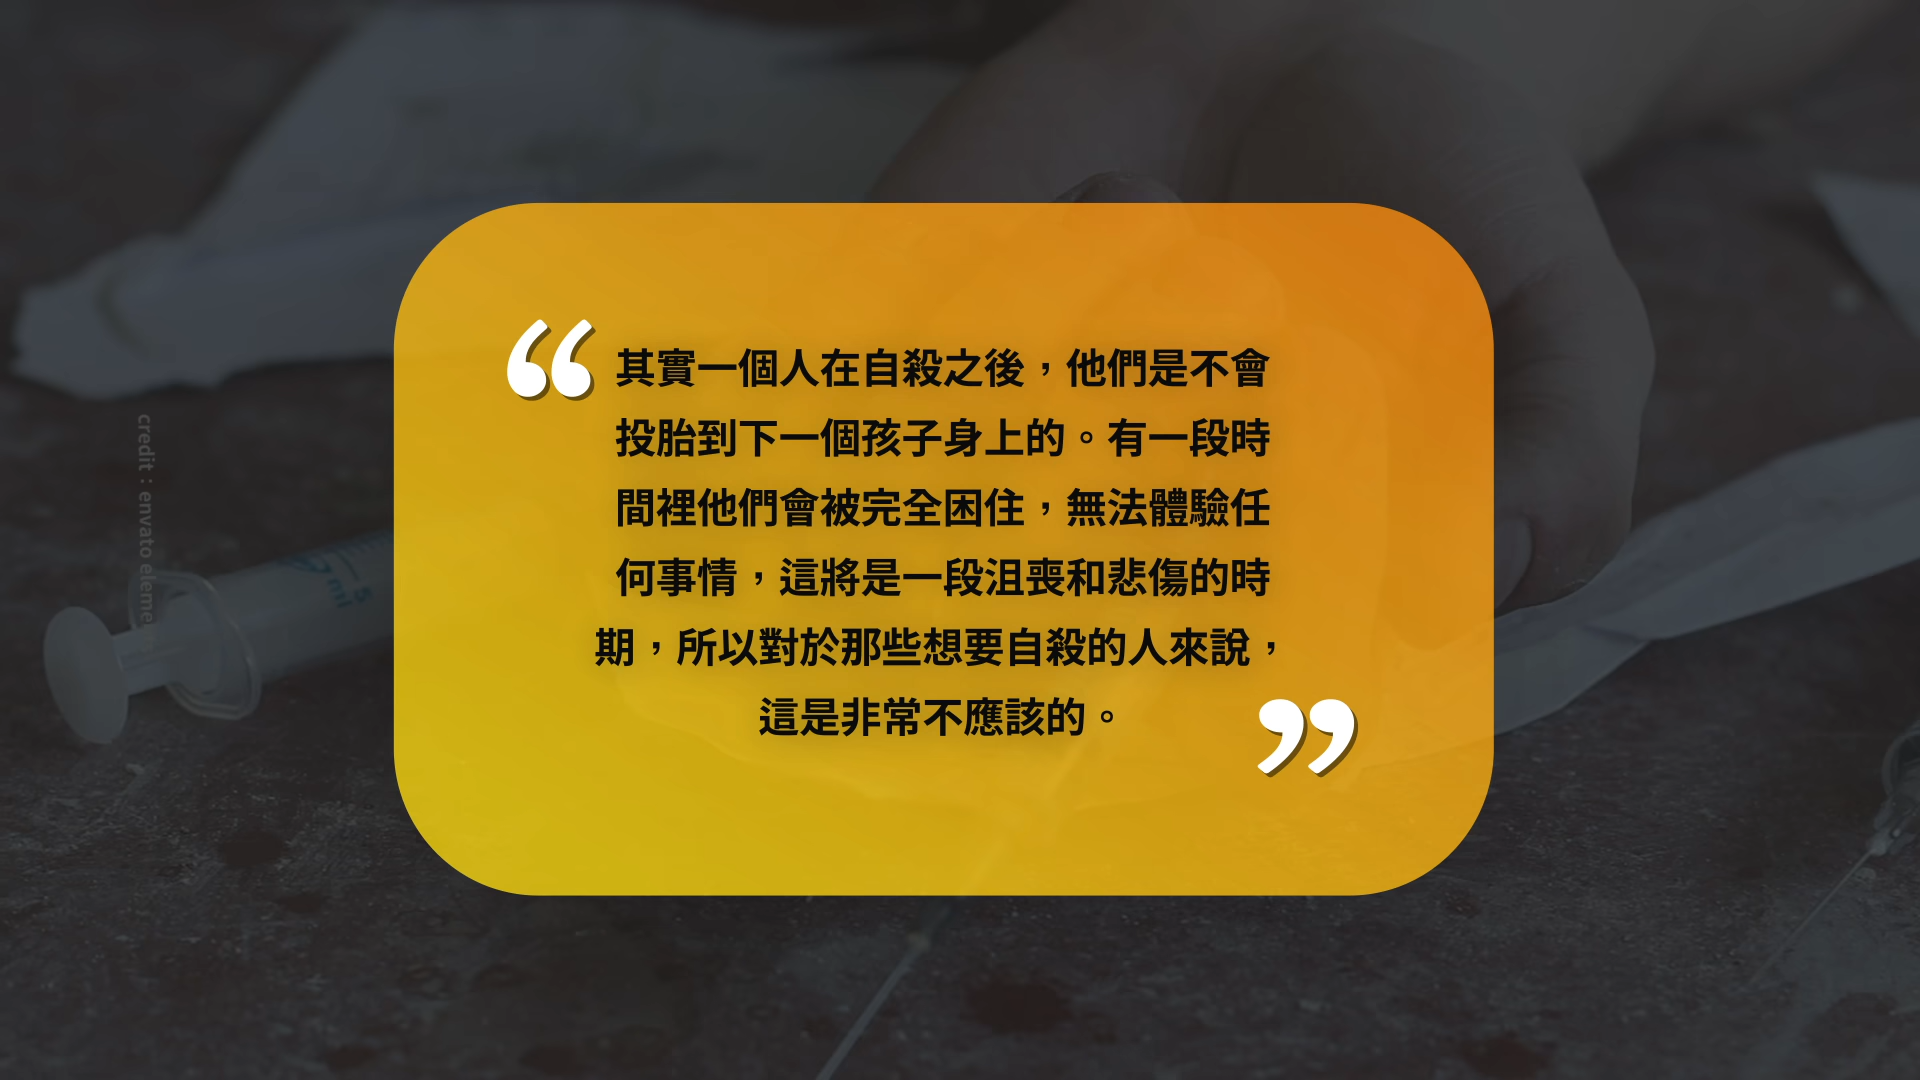 其實一個人在自殺之後，他們是不會
投胎到下一個孩子身上的。有一段時
間裡他們會被完全困住，無法體驗任
何事情，這將是一段沮喪和悲傷的時
期，所以對於那些想要自殺的人來說，
這是非常不應該的。
credit：envato eleme
5
ml